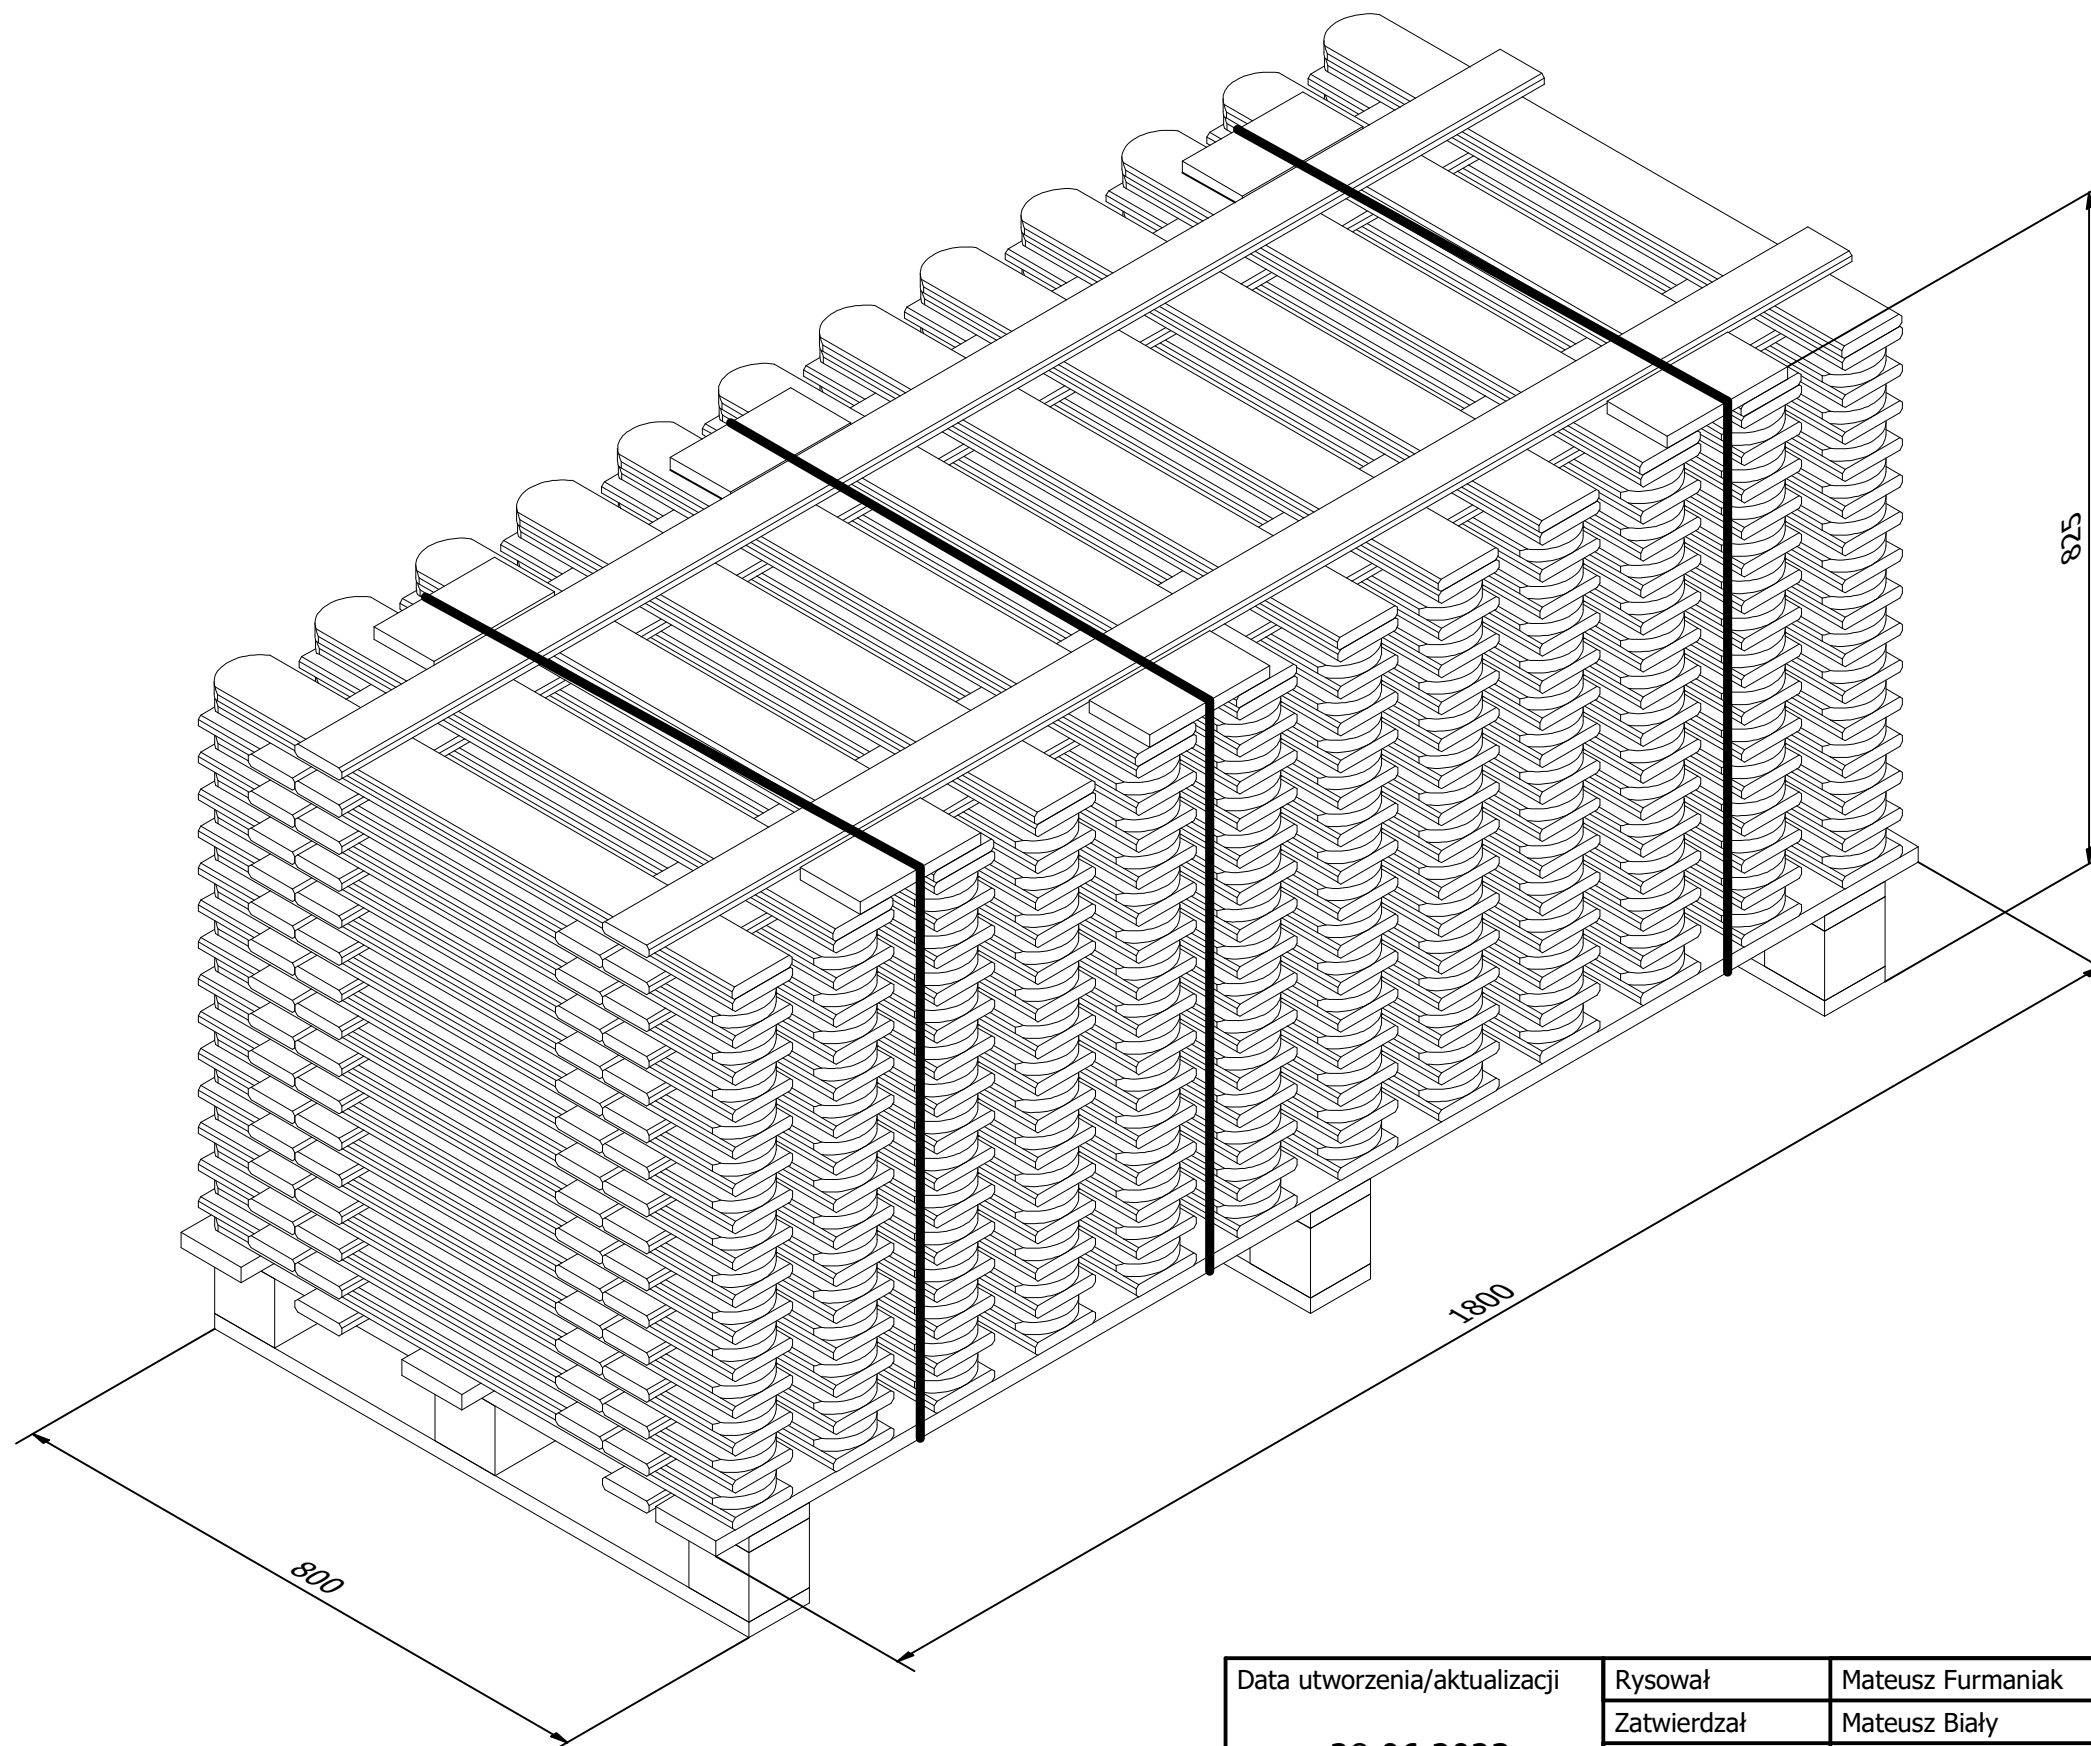 825
1800
800
Data utworzenia/aktualizacji
Rysował
Mateusz Furmaniak
Zatwierdzał
Mateusz Biały